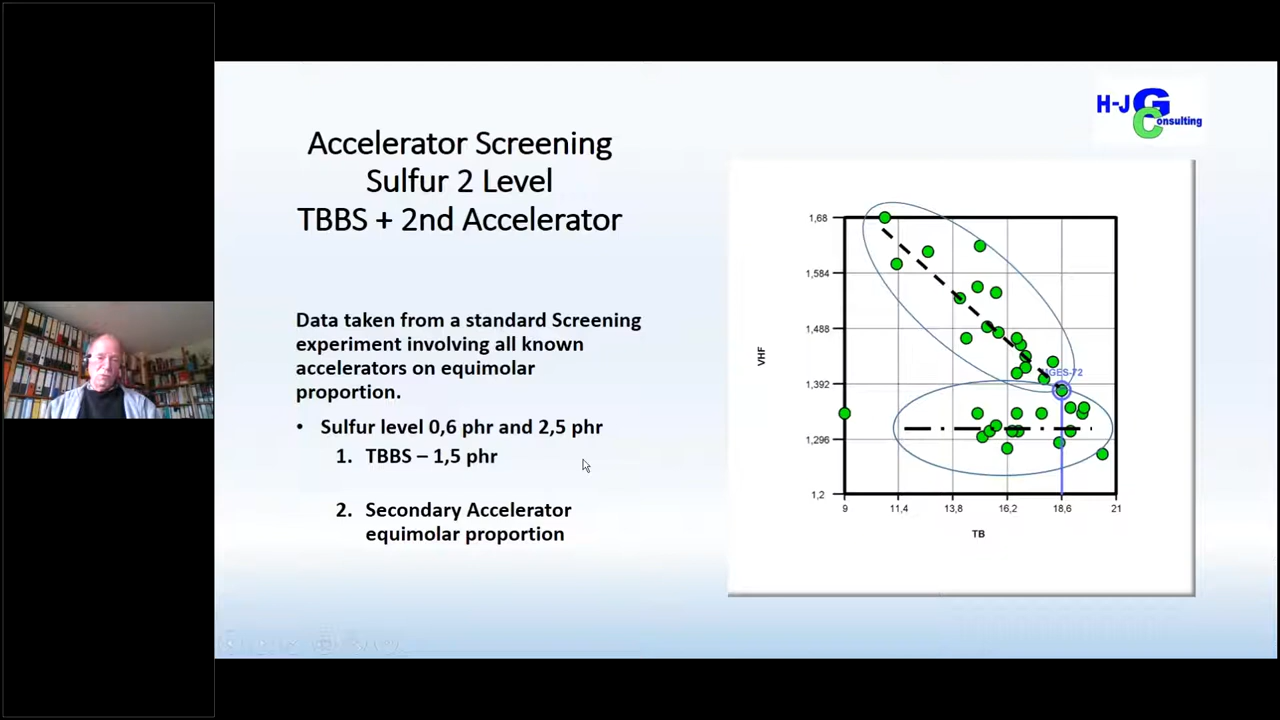 H-J G Consulting
Accelerator Screening
Sulfur 2 Level
TBBS + 2nd Accelerator
Data taken from a standard Screening
experiment involving all known
accelerators on equimolar
proportion.
• Sulfur level 0,6 phr and 2,5 phr
1. TBBS – 1,5 phr
2. Secondary Accelerator
equimolar proportion
1,68
1,584
1,488
VHF
1,392
1,296
1,2
9 11,4 13,8 16,2 18,6 21
TB